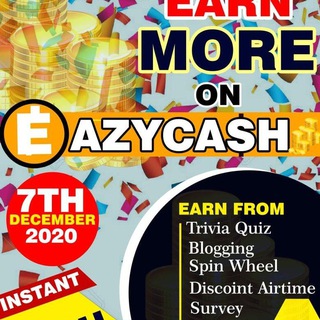 EARN
MORE
ON
EAZYCASH
7TH
DECEMBER
2020
EARN FROM
Trivia Quiz
Blogging
Spin Wheel
Discoint Airtime
Survey
INSTANT